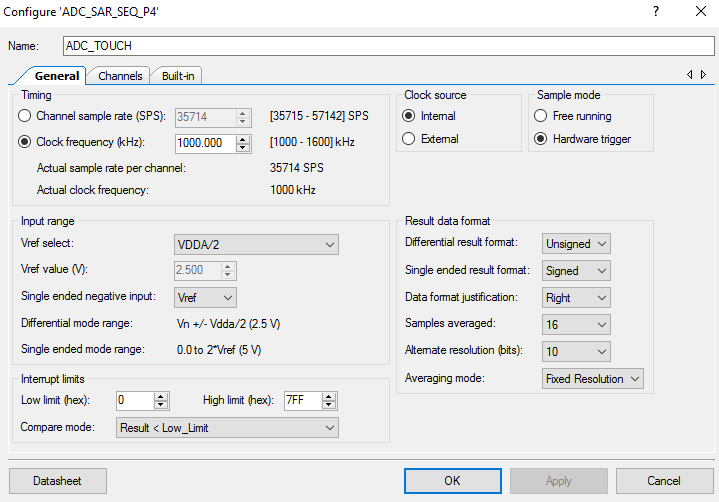 Configure 'ADC_SAR_SEQ_P4'
?
Name: ADC_TOUCH
General Channels Built-in
Timing
Channel sample rate (SPS): 35714 [35715 - 57142] SPS
Clock frequency (kHz): 1000.000 [1000 - 1600] kHz
Actual sample rate per channel: 35714 SPS
Actual clock frequency: 1000 kHz
Clock source
Internal
External
Sample mode
Free running
Hardware trigger
Input range
Vref select: VDDA/2
Vref value (V): 2.500
Single ended negative input: Vref
Differential mode range: Vn +/- Vdda/2 (2.5 V)
Single ended mode range: 0.0 to 2*Vref (5 V)
Result data format
Differential result format: Unsigned
Single ended result format: Signed
Data format justification: Right
Samples averaged: 16
Alternate resolution (bits): 10
Averaging mode: Fixed Resolution
Interrupt limits
Low limit (hex): 0 High limit (hex): 7FF
Compare mode: Result < Low_Limit
Datasheet OK Apply Cancel